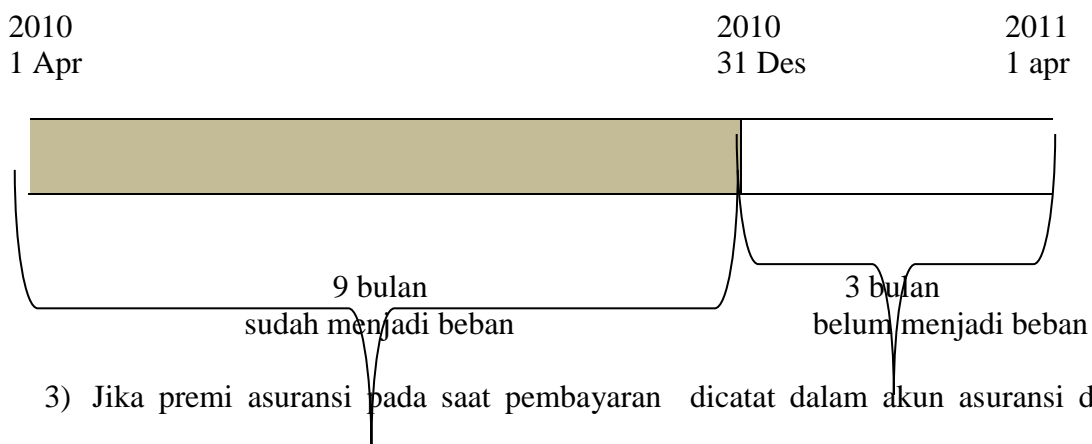 2010 2010 2011
1 Apr 31 Des 1 apr
9 bulan 3 bulan
sudah menjadi beban belum menjadi beban
3) Jika premi asuransi pada saat pembayaran dicatat dalam akun asuransi d